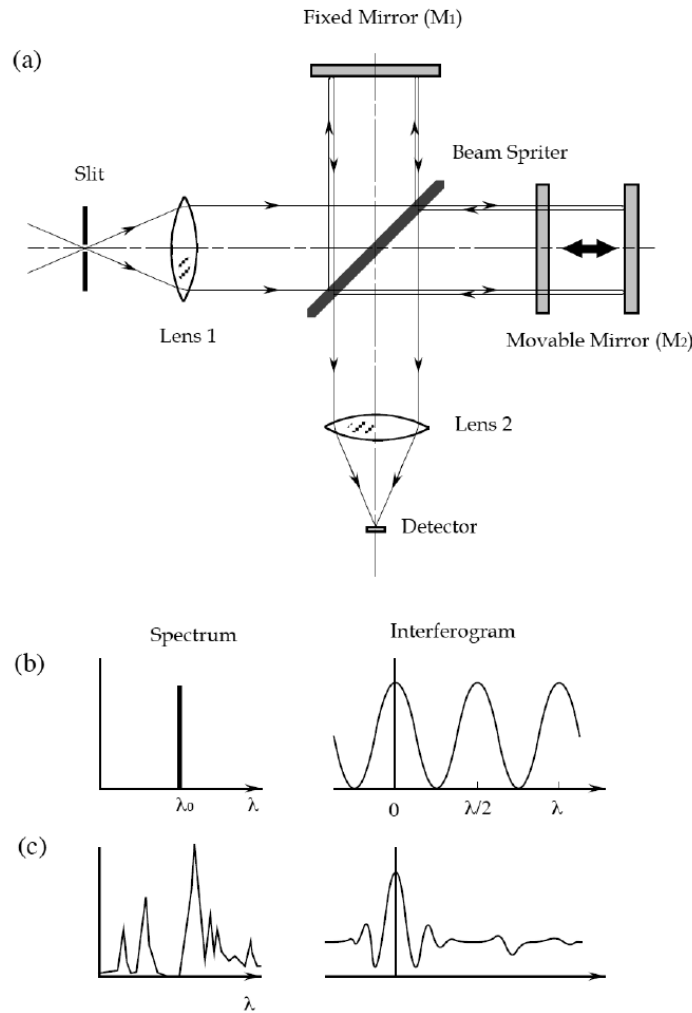 Fixed Mirror (M1)
(a)
Beam Spriter
Slit
Lens 1
Movable Mirror (M2)
Lens 2
Detector
Spectrum
Interferogram
(b)
λ0
λ
0
λ/2
λ
(c)
λ